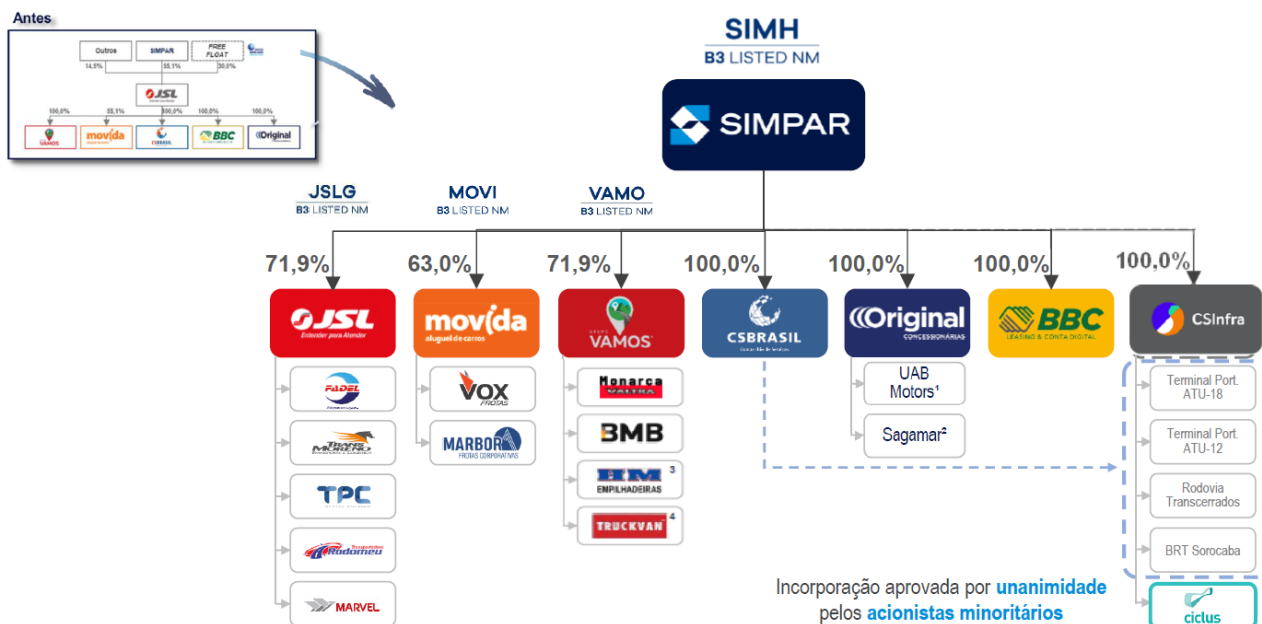 Antes
Outros
SIMPAR
FREE
FLOAT
14,5%
55,1%
30,0%
JSL
100,0%
55,1%
100,0%
100,0%
100,0%
VAMOS
movida
CSBRASIL
BBC
Original
SIMH
B3 LISTED NM
SIMPAR
JSLG
B3 LISTED NM
MOVI
B3 LISTED NM
VAMO
B3 LISTED NM
71,9%
63,0%
71,9%
100,0%
100,0%
100,0%
100,0%
JSL
Entender para Atender
movida
aluguel de carros
GRUPO
VAMOS
CSBRASIL
Original
CONCESSIONÁRIAS
BBC
LEASING & CONTA DIGITAL
CSInfra
FADEL
TRANS
MORENO
TPC
Rodomeu
MARVEL
VOX
FROTAS
MARBOR
FROTAS CORPORATIVAS
Monarca
VALTRA
BMB
HM
EMPILHADEIRAS
3
TRUCKVAN
4
UAB
Motors¹
Sagamar²
Terminal Port.
ATU-18
Terminal Port.
ATU-12
Rodovia
Transcerrados
BRT Sorocaba
ciclus
Incorporação aprovada por unanimidade
pelos acionistas minoritários